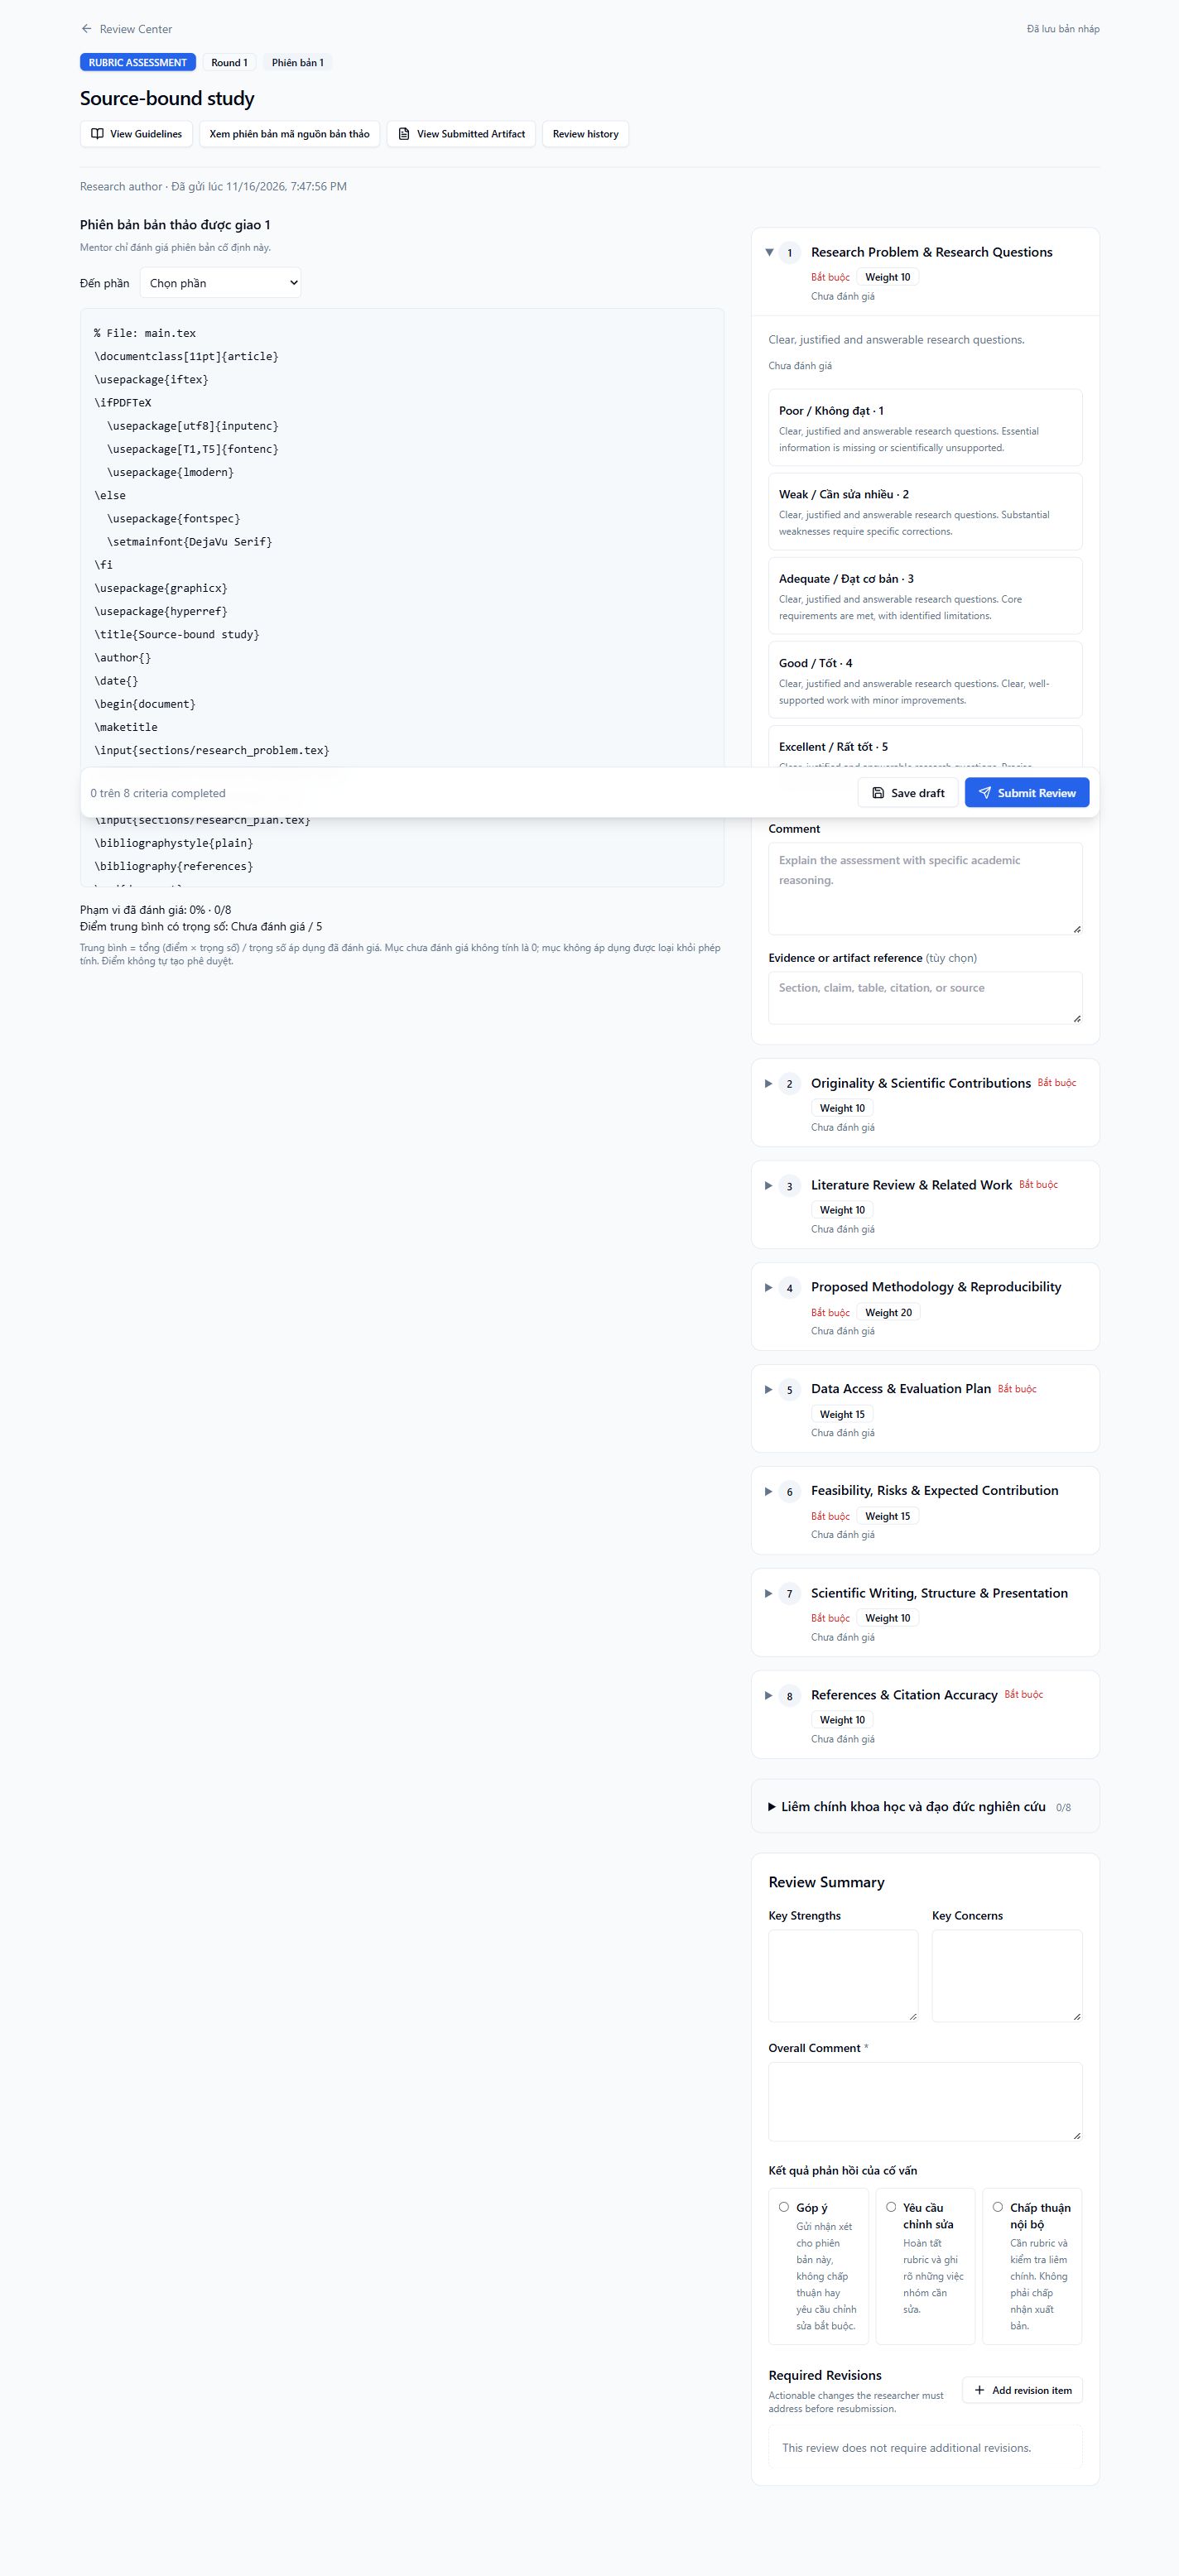 Review Center
Đã lưu bản nháp
RUBRIC ASSESSMENT
Round 1
Phiên bản 1
Source-bound study
View Guidelines
Xem phiên bản mã nguồn bản thảo
View Submitted Artifact
Review history
Research author · Đã gửi lúc 11/16/2026, 7:47:56 PM
Phiên bản bản thảo được giao 1
Mentor chỉ đánh giá phiên bản cố định này.
Đến phần
Chọn phần
% File: main.tex
\documentclass[11pt]{article}
\usepackage{iftex}
\ifPDFTeX
  \usepackage[utf8]{inputenc}
  \usepackage[T1,T5]{fontenc}
  \usepackage{lmodern}
\else
  \usepackage{fontspec}
  \setmainfont{DejaVu Serif}
\fi
\usepackage{graphicx}
\usepackage{hyperref}
\title{Source-bound study}
\author{}
\date{}
\begin{document}
\maketitle
\input{sections/research_problem.tex}
\input{sections/research_plan.tex}
\bibliographystyle{plain}
\bibliography{references}
Phạm vi đã đánh giá: 0% · 0/8
Điểm trung bình có trọng số: Chưa đánh giá / 5
Trung bình = tổng (điểm × trọng số) / trọng số áp dụng đã đánh giá. Mục chưa đánh giá không tính là 0; mục không áp dụng được loại khỏi phép
tính. Điểm không tự tạo phê duyệt.
1
Research Problem & Research Questions
Bắt buộc
Weight 10
Chưa đánh giá
Clear, justified and answerable research questions.
Chưa đánh giá
Poor / Không đạt · 1
Clear, justified and answerable research questions. Essential
information is missing or scientifically unsupported.
Weak / Cần sửa nhiều · 2
Clear, justified and answerable research questions. Substantial
weaknesses require specific corrections.
Adequate / Đạt cơ bản · 3
Clear, justified and answerable research questions. Core
requirements are met, with identified limitations.
Good / Tốt · 4
Clear, justified and answerable research questions. Clear, well-
supported work with minor improvements.
Excellent / Rất tốt · 5
0 trên 8 criteria completed
Save draft
Submit Review
Comment
Explain the assessment with specific academic
reasoning.
Evidence or artifact reference (tùy chọn)
Section, claim, table, citation, or source
2
Originality & Scientific Contributions
Bắt buộc
Weight 10
Chưa đánh giá
3
Literature Review & Related Work
Bắt buộc
Weight 10
Chưa đánh giá
4
Proposed Methodology & Reproducibility
Bắt buộc
Weight 20
Chưa đánh giá
5
Data Access & Evaluation Plan
Bắt buộc
Weight 15
Chưa đánh giá
6
Feasibility, Risks & Expected Contribution
Bắt buộc
Weight 15
Chưa đánh giá
7
Scientific Writing, Structure & Presentation
Bắt buộc
Weight 10
Chưa đánh giá
8
References & Citation Accuracy
Bắt buộc
Weight 10
Chưa đánh giá
Liêm chính khoa học và đạo đức nghiên cứu 0/8
Review Summary
Key Strengths
Key Concerns
Overall Comment *
Kết quả phản hồi của cố vấn
Góp ý
Gửi nhận xét
cho phiên
bản này,
không chấp
thuận hay
yêu cầu chỉnh
sửa bắt buộc.
Yêu cầu
chỉnh sửa
Hoàn tất
rubric và ghi
rõ những việc
nhóm cần
sửa.
Chấp thuận
nội bộ
Cần rubric và
kiểm tra liêm
chính. Không
phải chấp
nhận xuất
bản.
Required Revisions
Actionable changes the researcher must
address before resubmission.
Add revision item
This review does not require additional revisions.